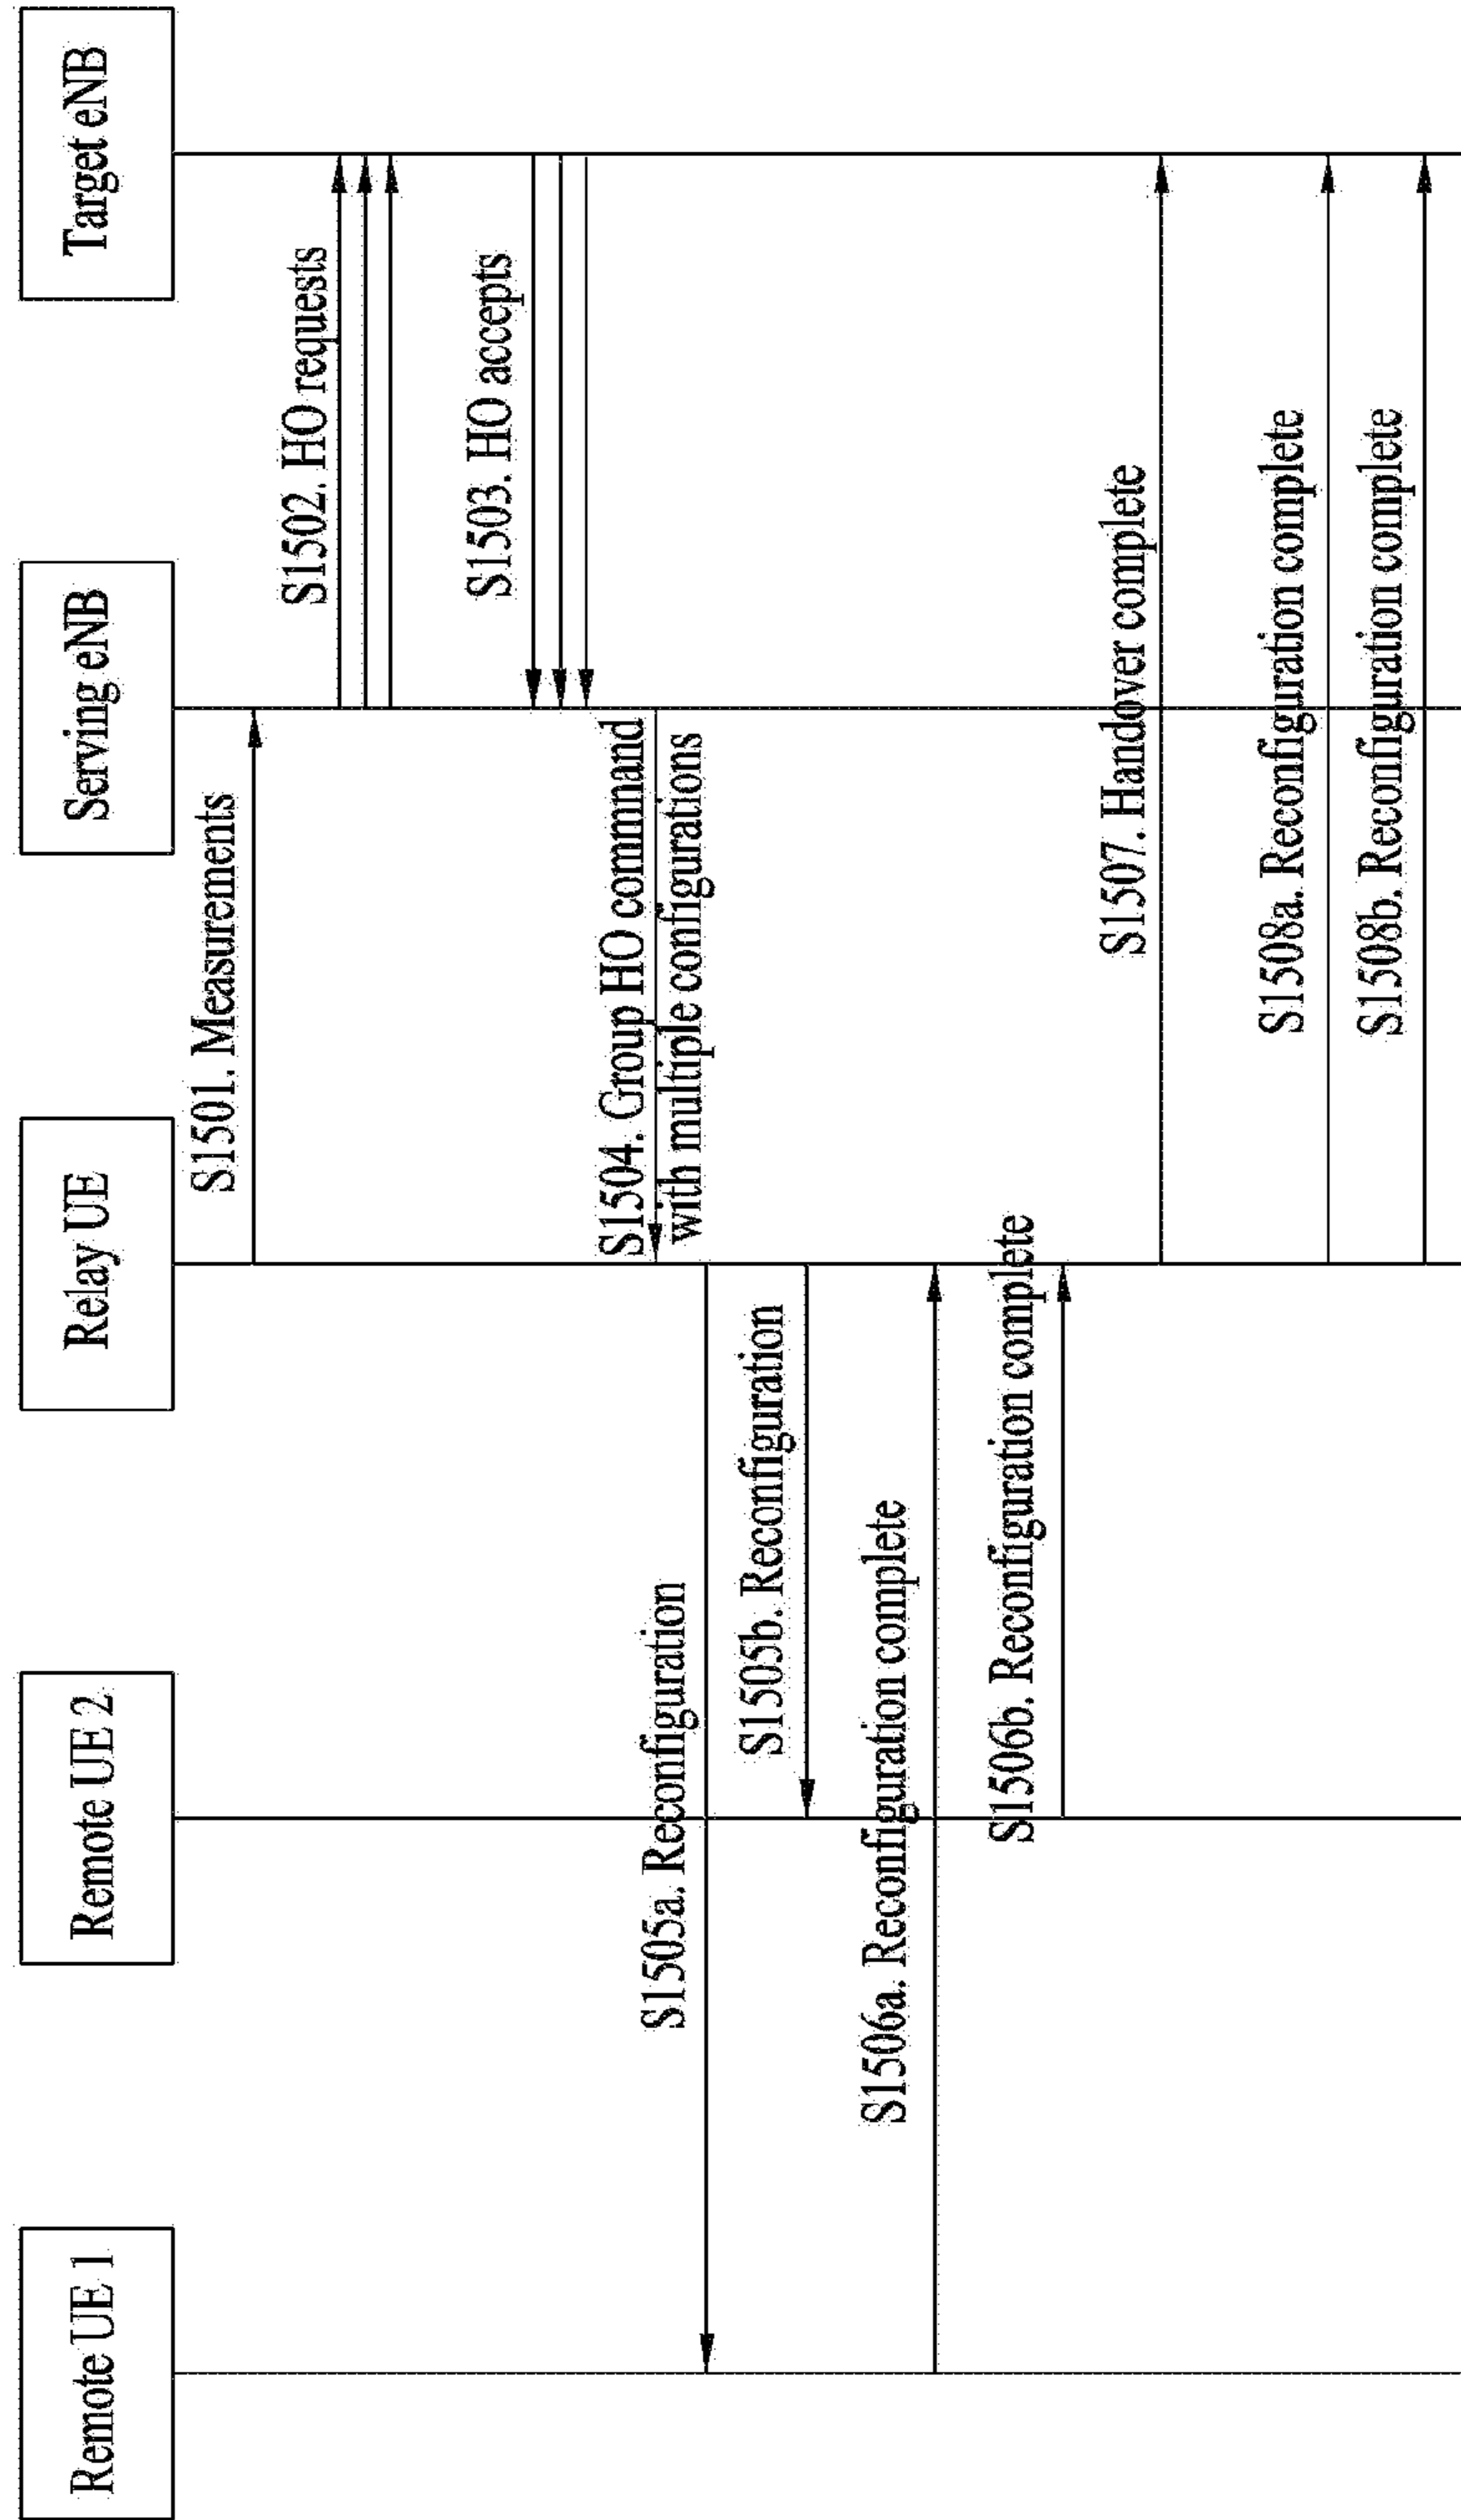 Remote UE 1
Remote UE 2
Relay UE
Serving eNB
Target eNB
S1501. Measurements
S1502. HO requests
S1503. HO accepts
S1504. Group HO command
with multiple configurations
S1505a. Reconfiguration
S1505b. Reconfiguration
S1506a. Reconfiguration complete
S1506b. Reconfiguration complete
S1507. Handover complete
S1508a. Reconfiguration complete
S1508b. Reconfiguration complete